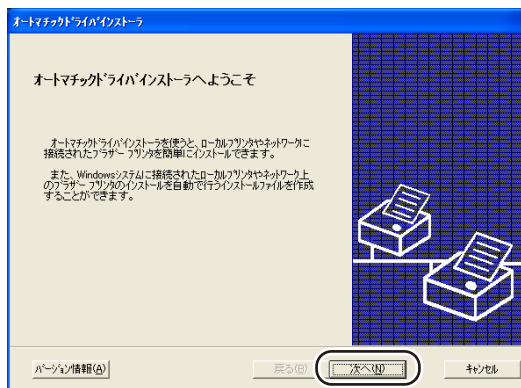 オートマチックドライバインストーラ
オートマチックドライバインストーラへようこそ
オートマチックドライバインストーラを使うと、ローカルプリンタやネットワークに
接続されたブラザー プリンタを簡単にインストールできます。
また、Windowsシステムに接続されたローカルプリンタやネットワーク上
のブラザー プリンタのインストールを自動で行うインストールファイルを作成
することができます。
バージョン情報(A) 戻る(B) 次へ(N) キャンセル